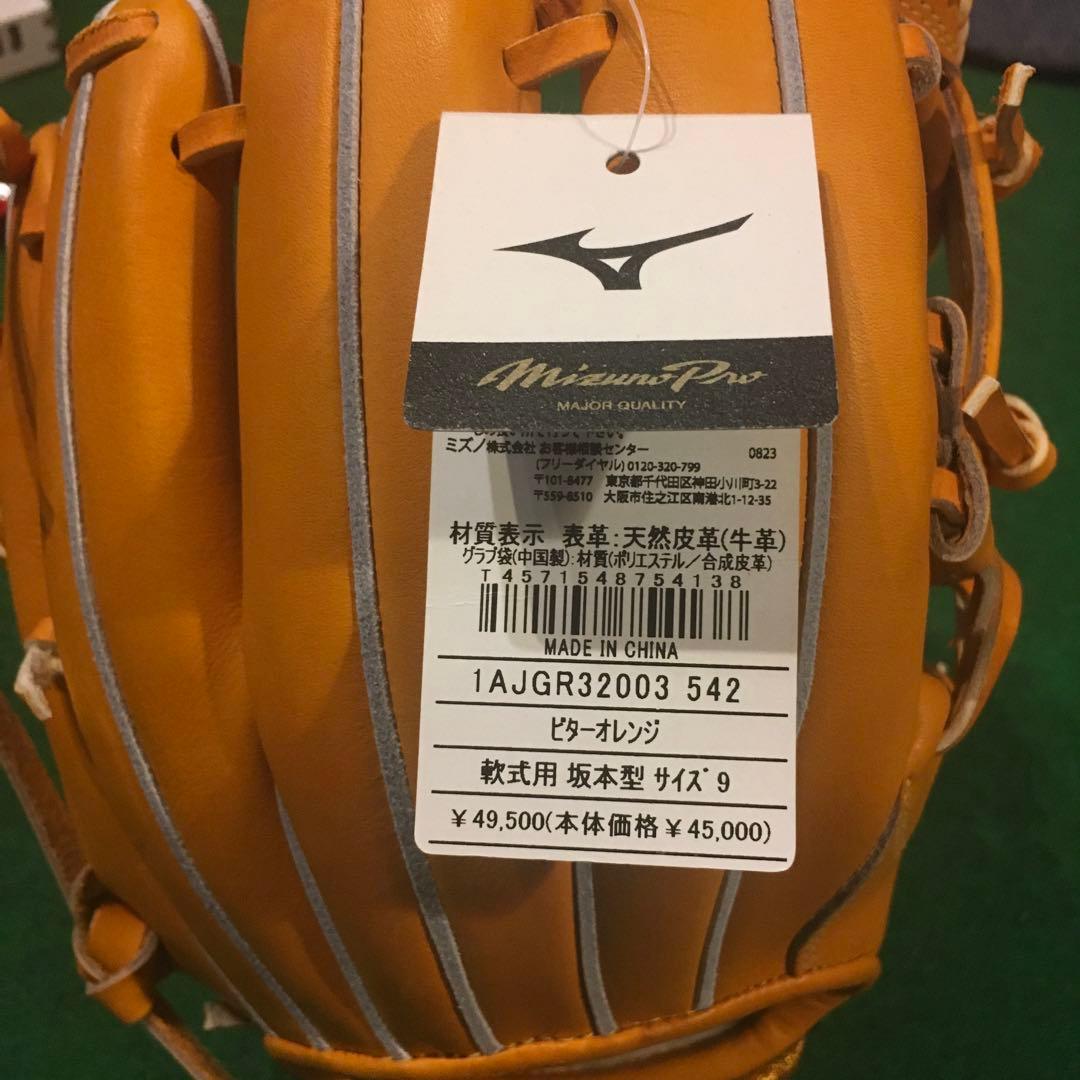 Mizuno Pro
MAJOR QUALITY
下さい。
ミズノ株式会社 お客様相談センター 0823
(フリーダイヤル) 0120-320-799
〒101-8477 東京都千代田区神田小川町3-22
〒559-8510 大阪市住之江区南港北1-12-35
材質表示 表革:天然皮革(牛革)
グラブ袋(中国製):材質(ポリエステル/合成皮革)
T 4571548754138
MADE IN CHINA
1AJGR32003 542
ビターオレンジ
軟式用 坂本型 サイズ 9
¥49,500(本体価格¥45,000)